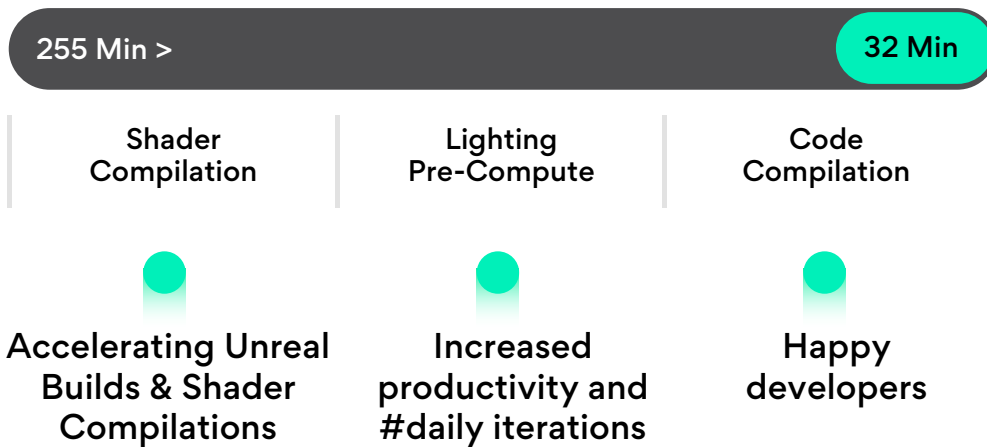 255 Min >
32 Min
Shader
Compilation
Lighting
Pre-Compute
Code
Compilation
Accelerating Unreal
Builds & Shader
Compilations
Increased
productivity and
#daily iterations
Happy
developers